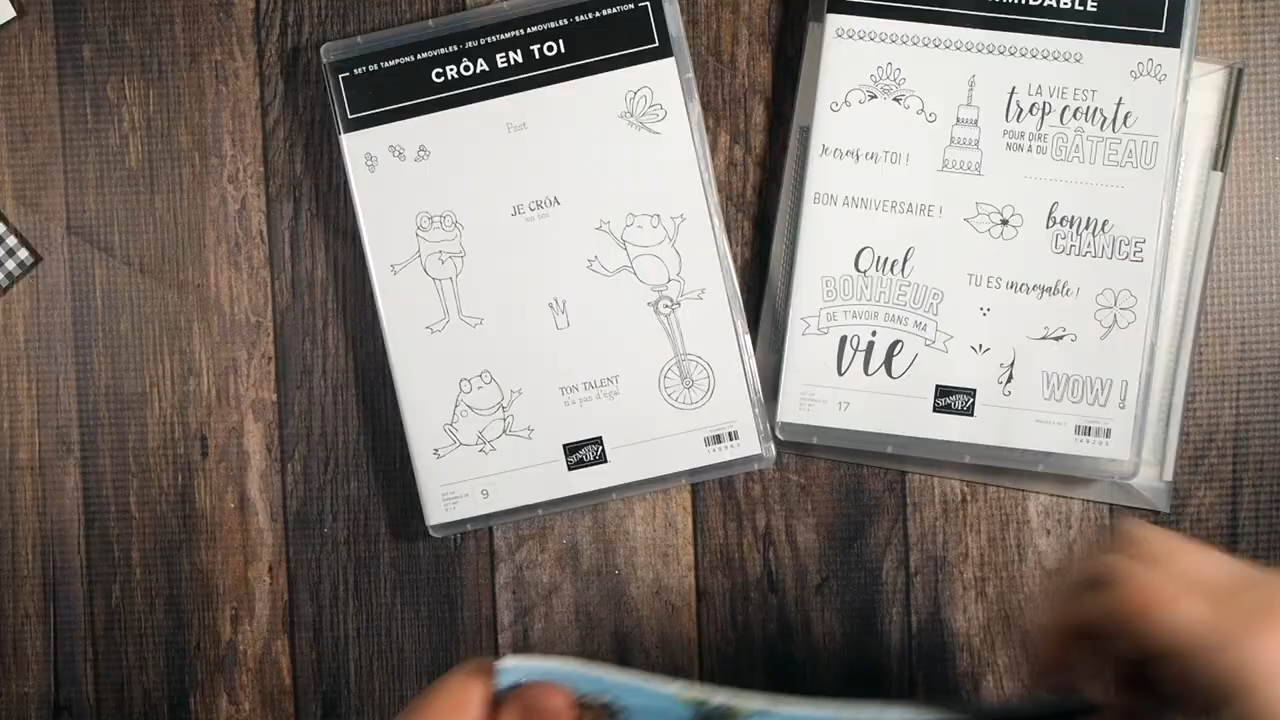 SET DE TAMPONS AMOVIBLES • JEU D'ESTAMPES AMOVIBLES • SALE-A-BRATION
CRÔA EN TOI
Psst
JE CRÔA
en toi
TON TALENT
n'a pas d'égal
STAMPIN' UP!
9
LA VIE EST
trop courte
POUR DIRE
NON À DU
GÂTEAU
Je crois en TOI !
BON ANNIVERSAIRE !
bonne
CHANCE
Quel
BONHEUR
DE T'AVOIR DANS MA
vie
TU ES incroyable !
WOW !
17
STAMPIN' UP!